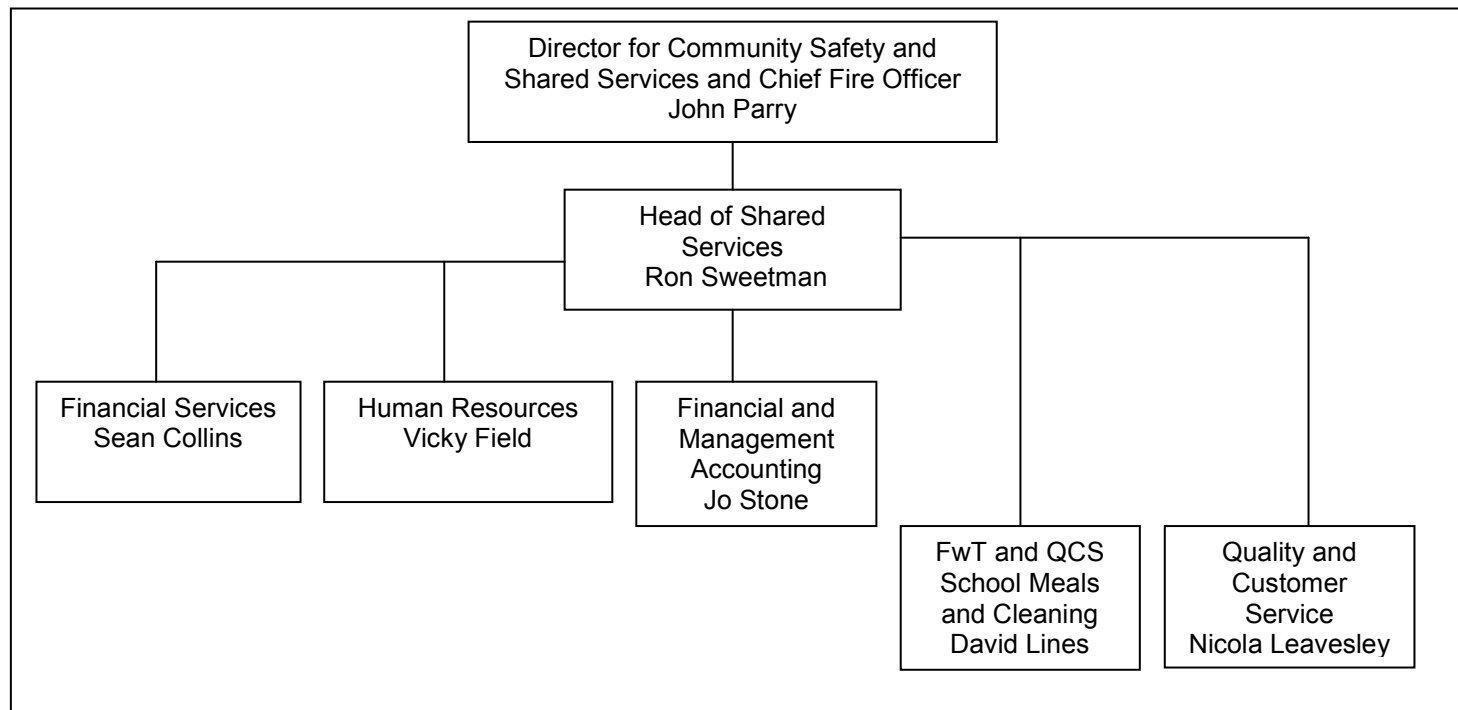 Director for Community Safety and
Shared Services and Chief Fire Officer
John Parry
Head of Shared
Services
Ron Sweetman
Financial Services
Sean Collins
Human Resources
Vicky Field
Financial and
Management
Accounting
Jo Stone
FwT and QCS
School Meals
and Cleaning
David Lines
Quality and
Customer
Service
Nicola Leavesley